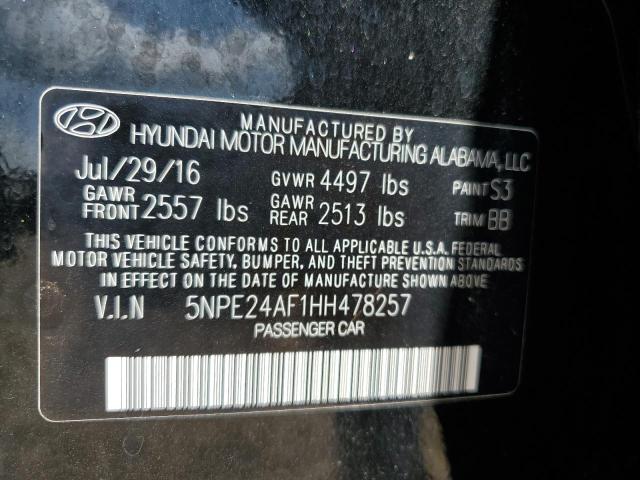 MANUFACTURED BY
HYUNDAI MOTOR MANUFACTURING ALABAMA, LLC
Jul/29/16 GVWR 4497 lbs PAINT S3
GAWR FRONT 2557 lbs GAWR REAR 2513 lbs TRIM BB
THIS VEHICLE CONFORMS TO ALL APPLICABLE U.S.A. FEDERAL
MOTOR VEHICLE SAFETY, BUMPER, AND THEFT PREVENTION STANDARDS
IN EFFECT ON THE DATE OF MANUFACTURE SHOWN ABOVE.
V.I.N 5NPE24AF1HH478257
PASSENGER CAR